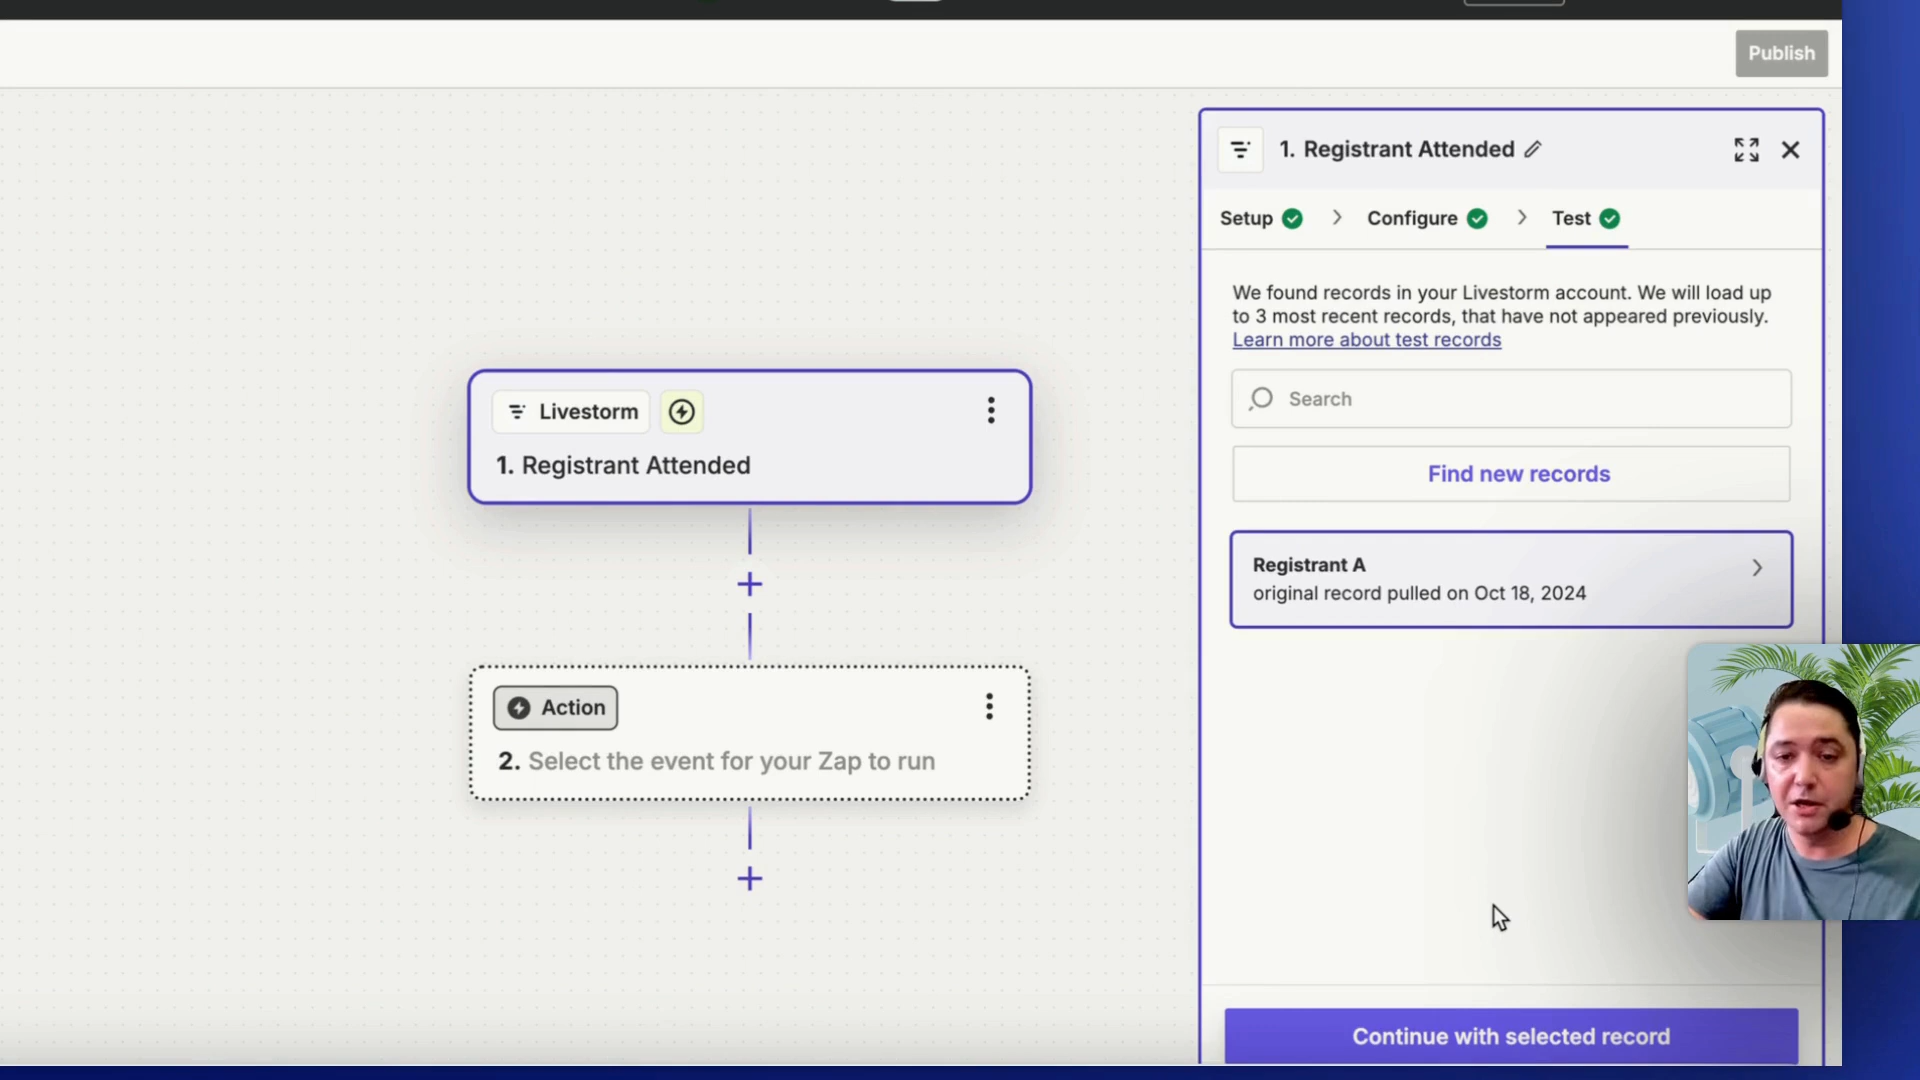 Publish
Livestorm
1. Registrant Attended
Action
2. Select the event for your Zap to run
1. Registrant Attended
Setup
Configure
Test
We found records in your Livestorm account. We will load up
to 3 most recent records, that have not appeared previously.
Learn more about test records
Search
Find new records
Registrant A
original record pulled on Oct 18, 2024
Continue with selected record